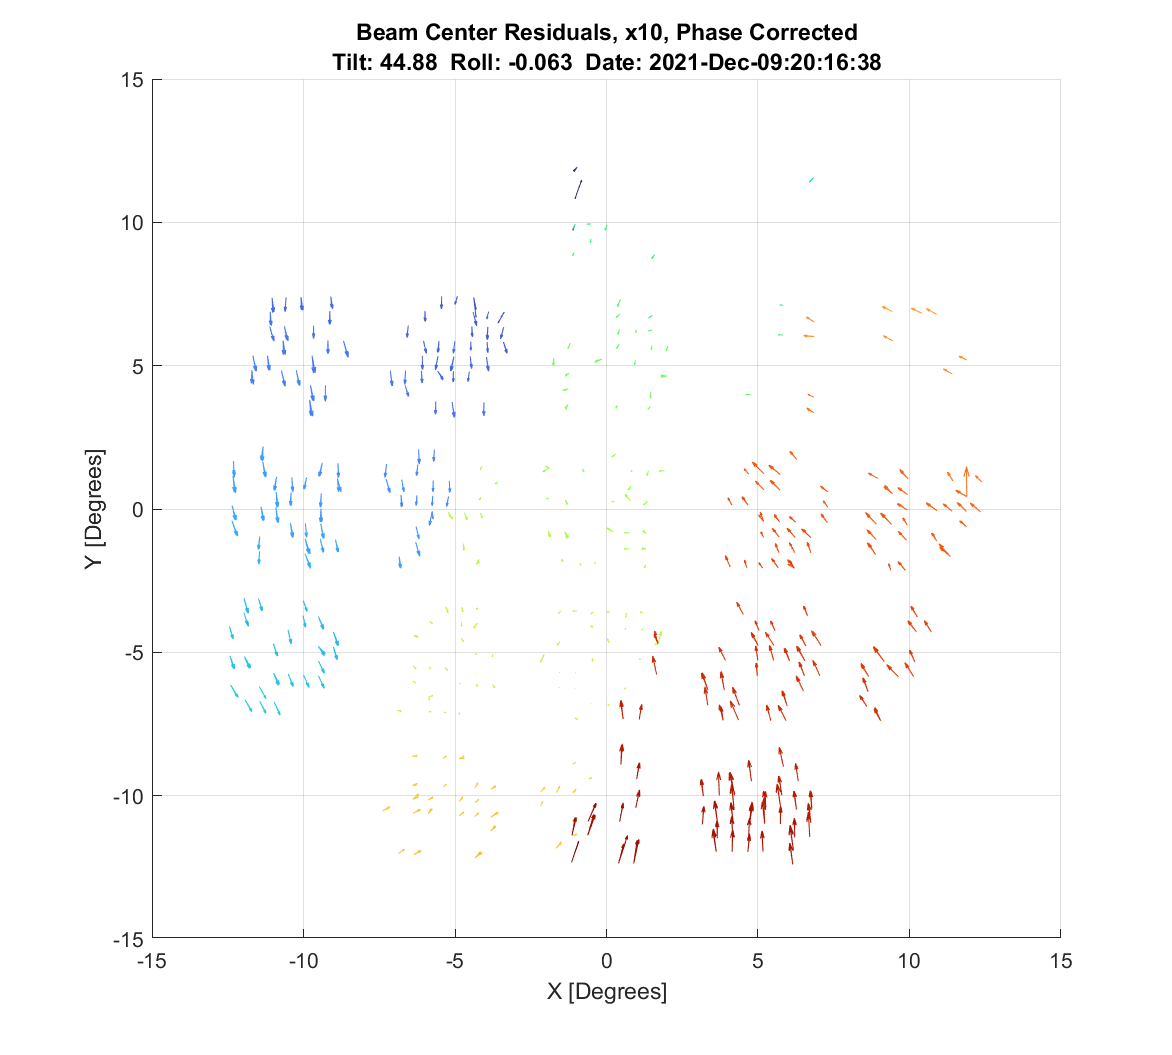 Beam Center Residuals, x10, Phase Corrected
Tilt: 44.88 Roll: -0.063 Date: 2021-Dec-09:20:16:38
15
10
5
0
-5
-10
-15
Y [Degrees]
-15 -10 -5 0 5 10 15
X [Degrees]